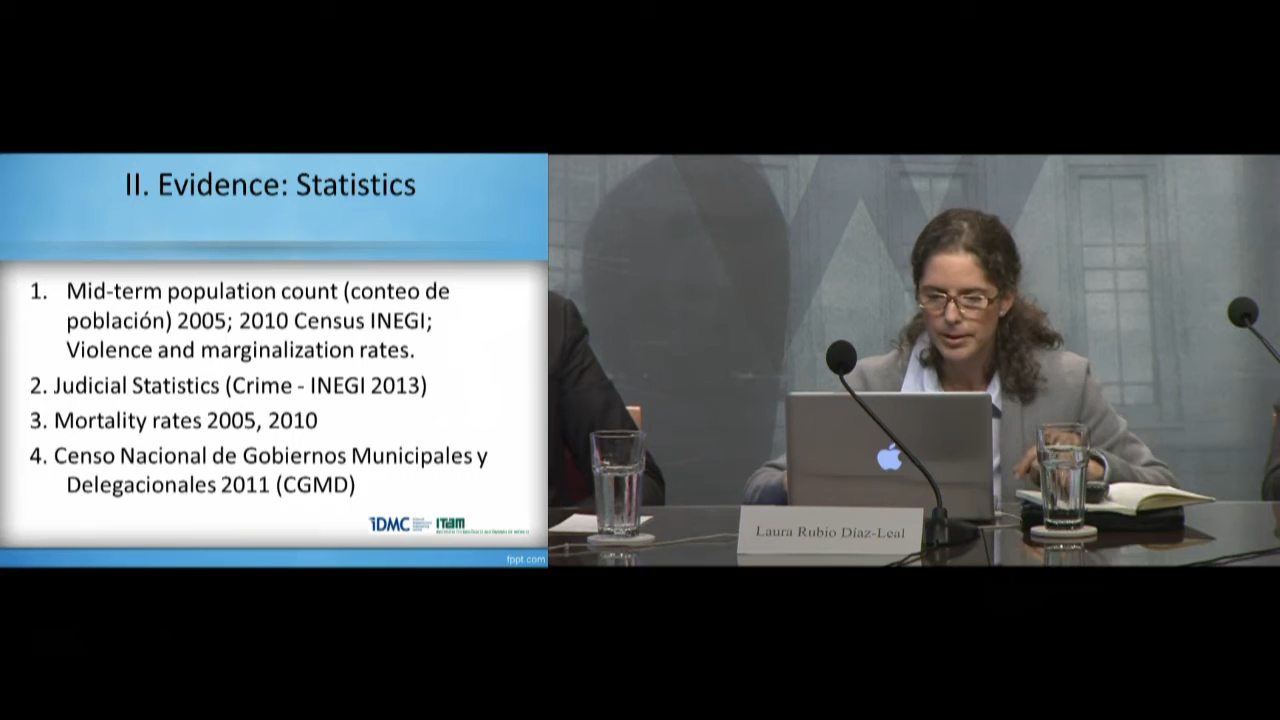 II. Evidence: Statistics
1. Mid-term population count (conteo de
población) 2005; 2010 Census INEGI;
Violence and marginalization rates.
2. Judicial Statistics (Crime - INEGI 2013)
3. Mortality rates 2005, 2010
4. Censo Nacional de Gobiernos Municipales y
Delegacionales 2011 (CGMD)
iDMC
ITAM
fppt.com
Laura Rubio Díaz-Leal